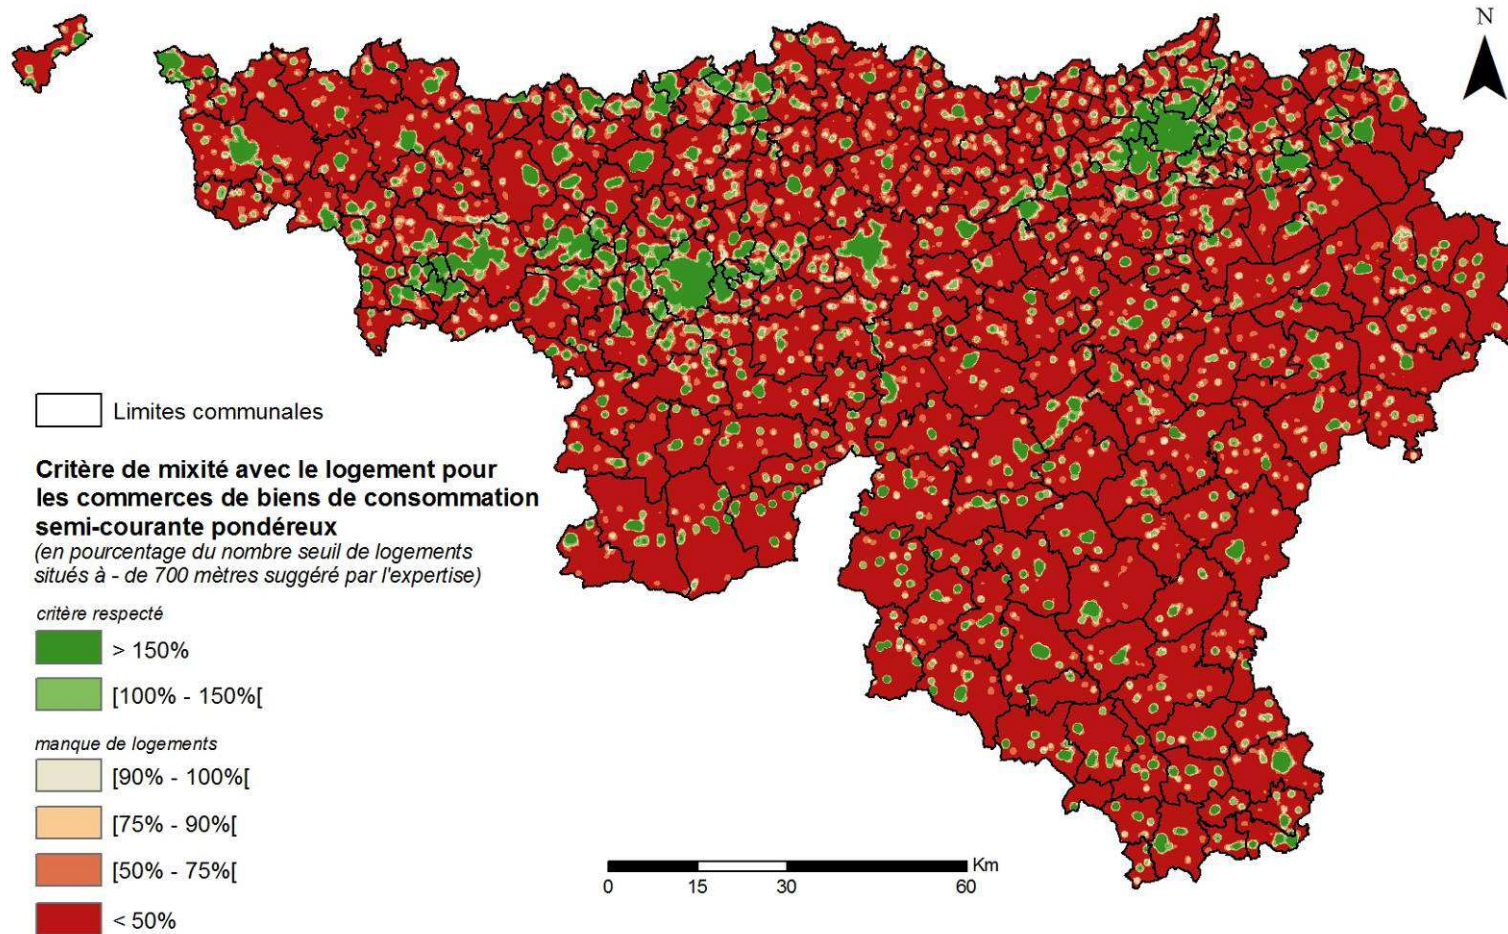 N
Limites communales
Critère de mixité avec le logement pour
les commerces de biens de consommation
semi-courante pondéreux
(en pourcentage du nombre seuil de logements
situés à - de 700 mètres suggéré par l'expertise)
critère respecté
> 150%
[100% - 150%[
manque de logements
[90% - 100%[
[75% - 90%[
[50% - 75%[
< 50%
Km
0 15 30 60